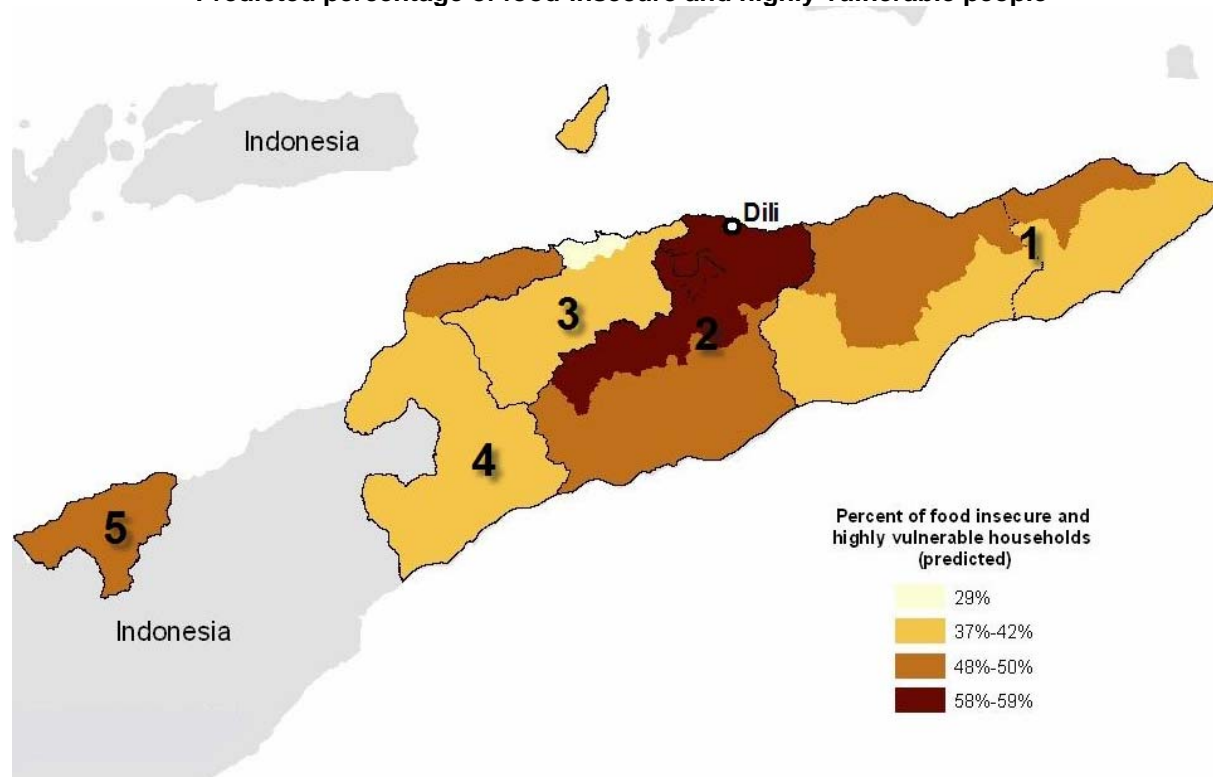 Predicted percentage of food-insecure and highly vulnerable people
Indonesia
Dili
1
3
2
4
5
Indonesia
Percent of food insecure and
highly vulnerable households
(predicted)
29%
37%-42%
48%-50%
58%-59%